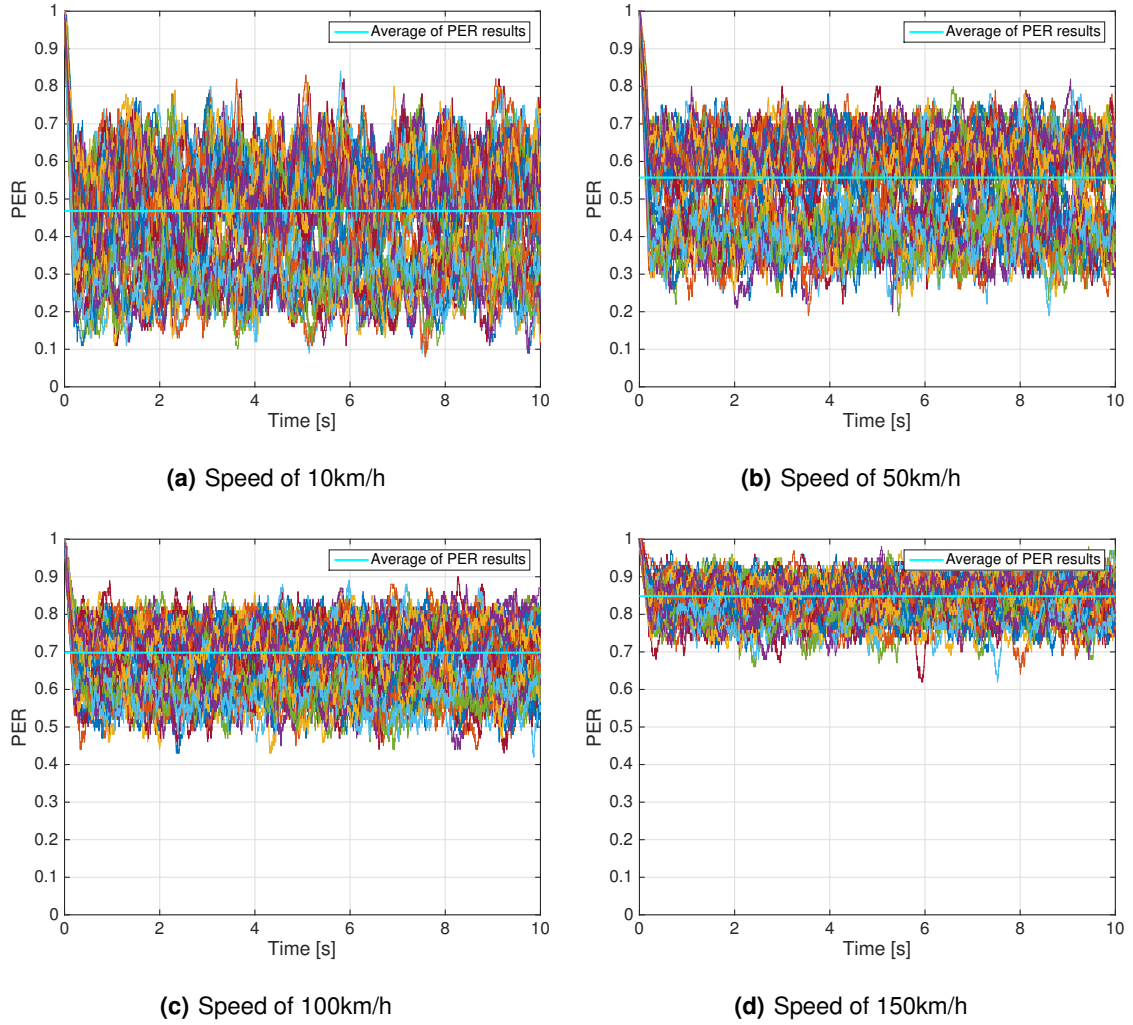 1
0.9
0.8
0.7
0.6
0.5
0.4
0.3
0.2
0.1
0
PER
Average of PER results
0 2 4 6 8 10
Time [s]
(a) Speed of 10km/h
1
0.9
0.8
0.7
0.6
0.5
0.4
0.3
0.2
0.1
0
PER
Average of PER results
0 2 4 6 8 10
Time [s]
(b) Speed of 50km/h
1
0.9
0.8
0.7
0.6
0.5
0.4
0.3
0.2
0.1
0
PER
Average of PER results
0 2 4 6 8 10
Time [s]
(c) Speed of 100km/h
1
0.9
0.8
0.7
0.6
0.5
0.4
0.3
0.2
0.1
0
PER
Average of PER results
0 2 4 6 8 10
Time [s]
(d) Speed of 150km/h